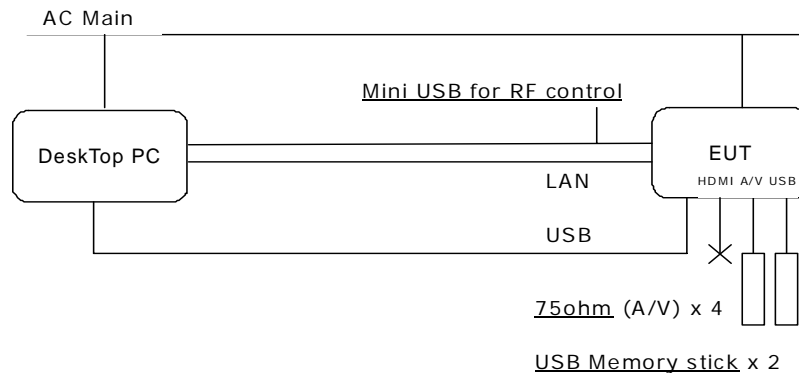 AC Main
Mini USB for RF control
DeskTop PC
EUT
HDMI A/V USB
LAN
USB
75ohm (A/V) x 4
USB Memory stick x 2